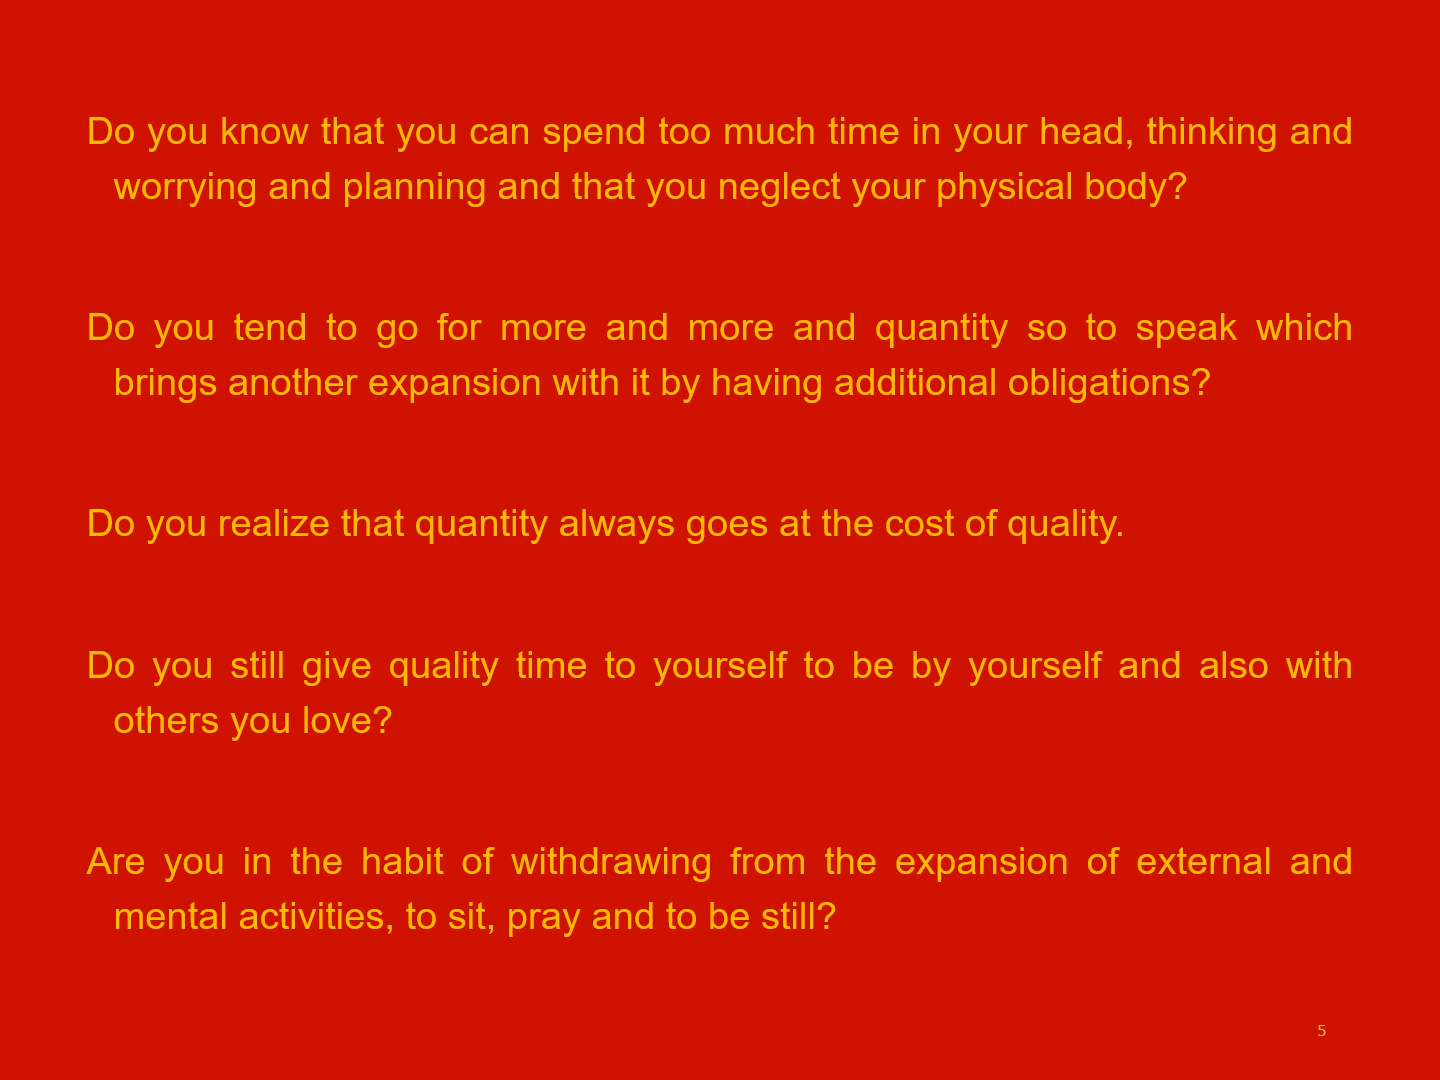 Do you know that you can spend too much time in your head, thinking and
worrying and planning and that you neglect your physical body?
Do you tend to go for more and more and quantity so to speak which
brings another expansion with it by having additional obligations?
Do you realize that quantity always goes at the cost of quality.
Do you still give quality time to yourself to be by yourself and also with
others you love?
Are you in the habit of withdrawing from the expansion of external and
mental activities, to sit, pray and to be still?
5